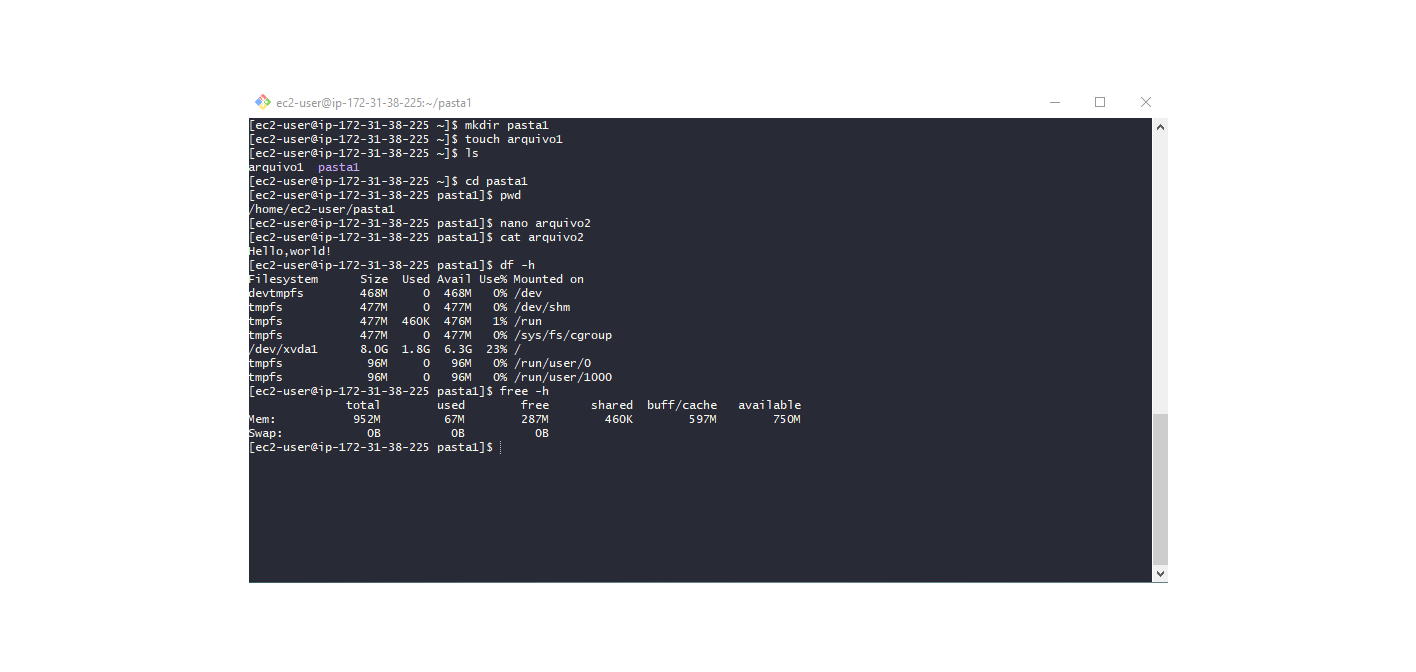 ec2-user@ip-172-31-38-225:~/pasta1
[ec2-user@ip-172-31-38-225 ~]$ mkdir pasta1
[ec2-user@ip-172-31-38-225 ~]$ touch arquivo1
[ec2-user@ip-172-31-38-225 ~]$ ls
arquivo1  pasta1
[ec2-user@ip-172-31-38-225 ~]$ cd pasta1
[ec2-user@ip-172-31-38-225 pasta1]$ pwd
/home/ec2-user/pasta1
[ec2-user@ip-172-31-38-225 pasta1]$ nano arquivo2
[ec2-user@ip-172-31-38-225 pasta1]$ cat arquivo2
Hello,world!
[ec2-user@ip-172-31-38-225 pasta1]$ df -h
Filesystem      Size  Used Avail Use% Mounted on
devtmpfs        468M     0  468M   0% /dev
tmpfs           477M     0  477M   0% /dev/shm
tmpfs           477M  460K  476M   1% /run
tmpfs           477M     0  477M   0% /sys/fs/cgroup
/dev/xvda1      8.0G  1.8G  6.3G  23% /
tmpfs            96M     0   96M   0% /run/user/0
tmpfs            96M     0   96M   0% /run/user/1000
[ec2-user@ip-172-31-38-225 pasta1]$ free -h
              total        used        free      shared  buff/cache   available
Mem:           952M         67M        287M        460K        597M        750M
Swap:            0B          0B          0B
[ec2-user@ip-172-31-38-225 pasta1]$